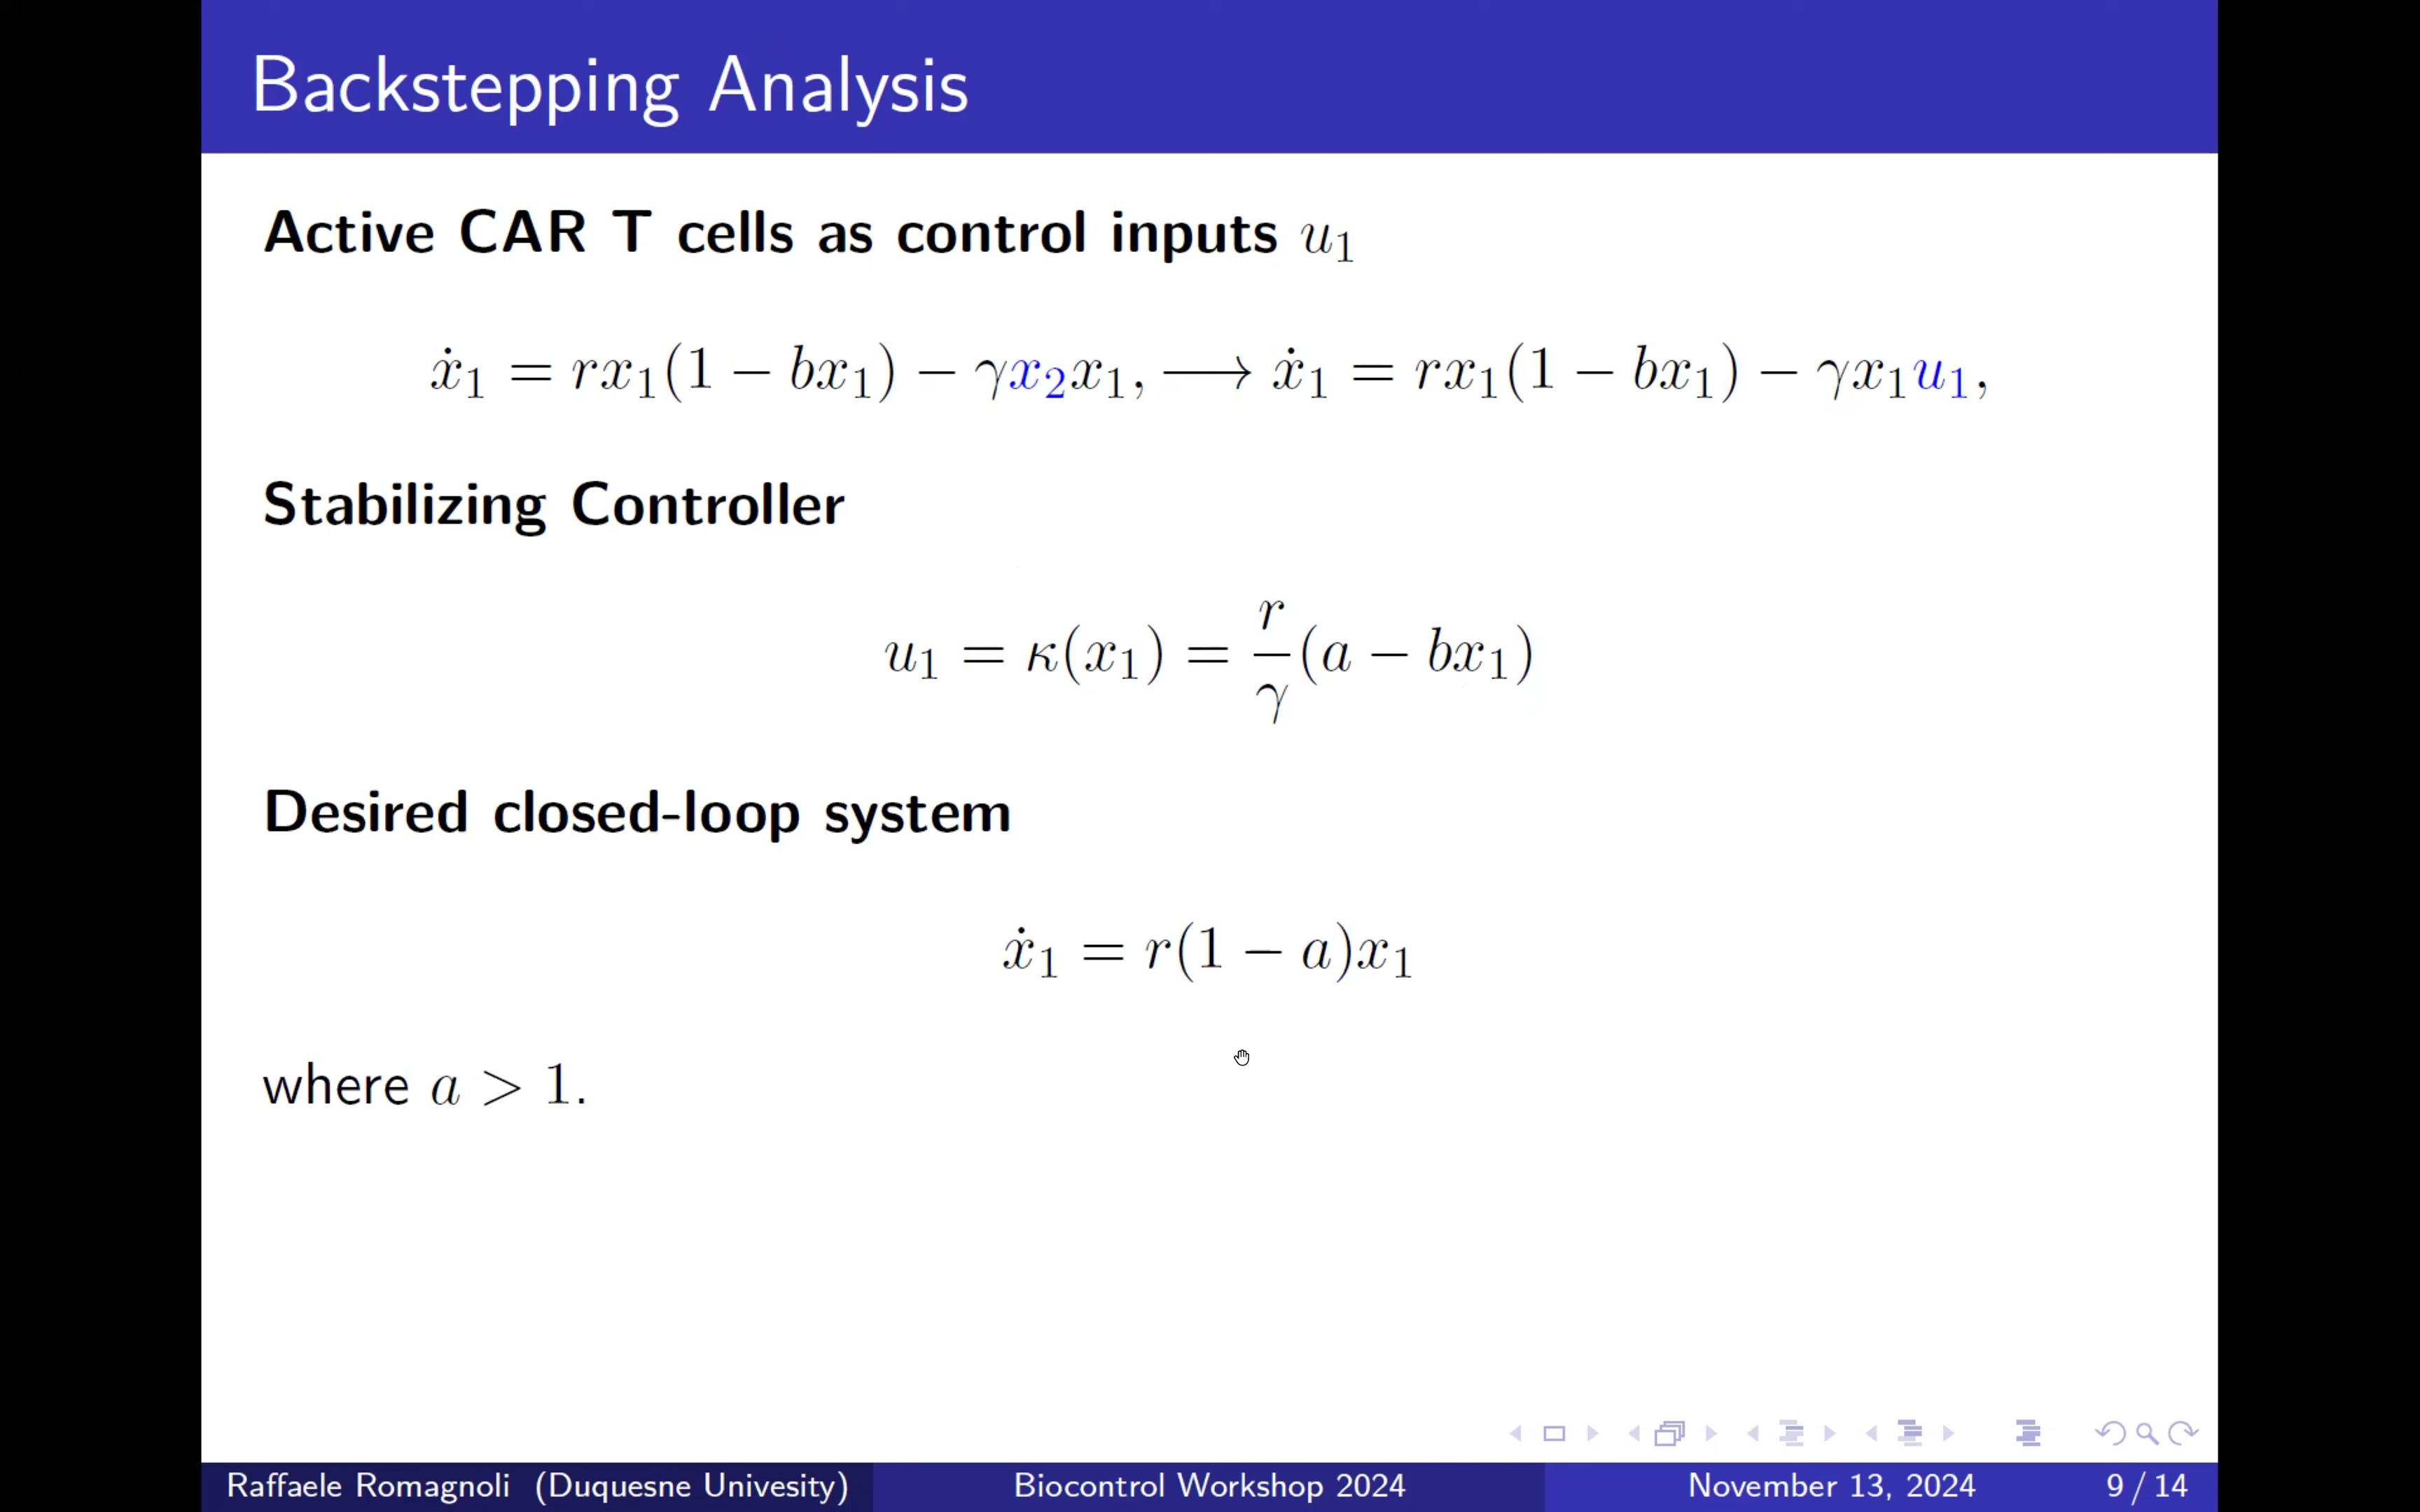 Backstepping Analysis
Active CAR T cells as control inputs u₁
ẋ₁ = rx₁(1 − bx₁) − γx₂x₁, ⟶ ẋ₁ = rx₁(1 − bx₁) − γx₁u₁,
Stabilizing Controller
u₁ = κ(x₁) = r/γ (a − bx₁)
Desired closed-loop system
ẋ₁ = r(1 − a)x₁
where a > 1.
Raffaele Romagnoli (Duquesne Univesity) Biocontrol Workshop 2024 November 13, 2024 9 / 14